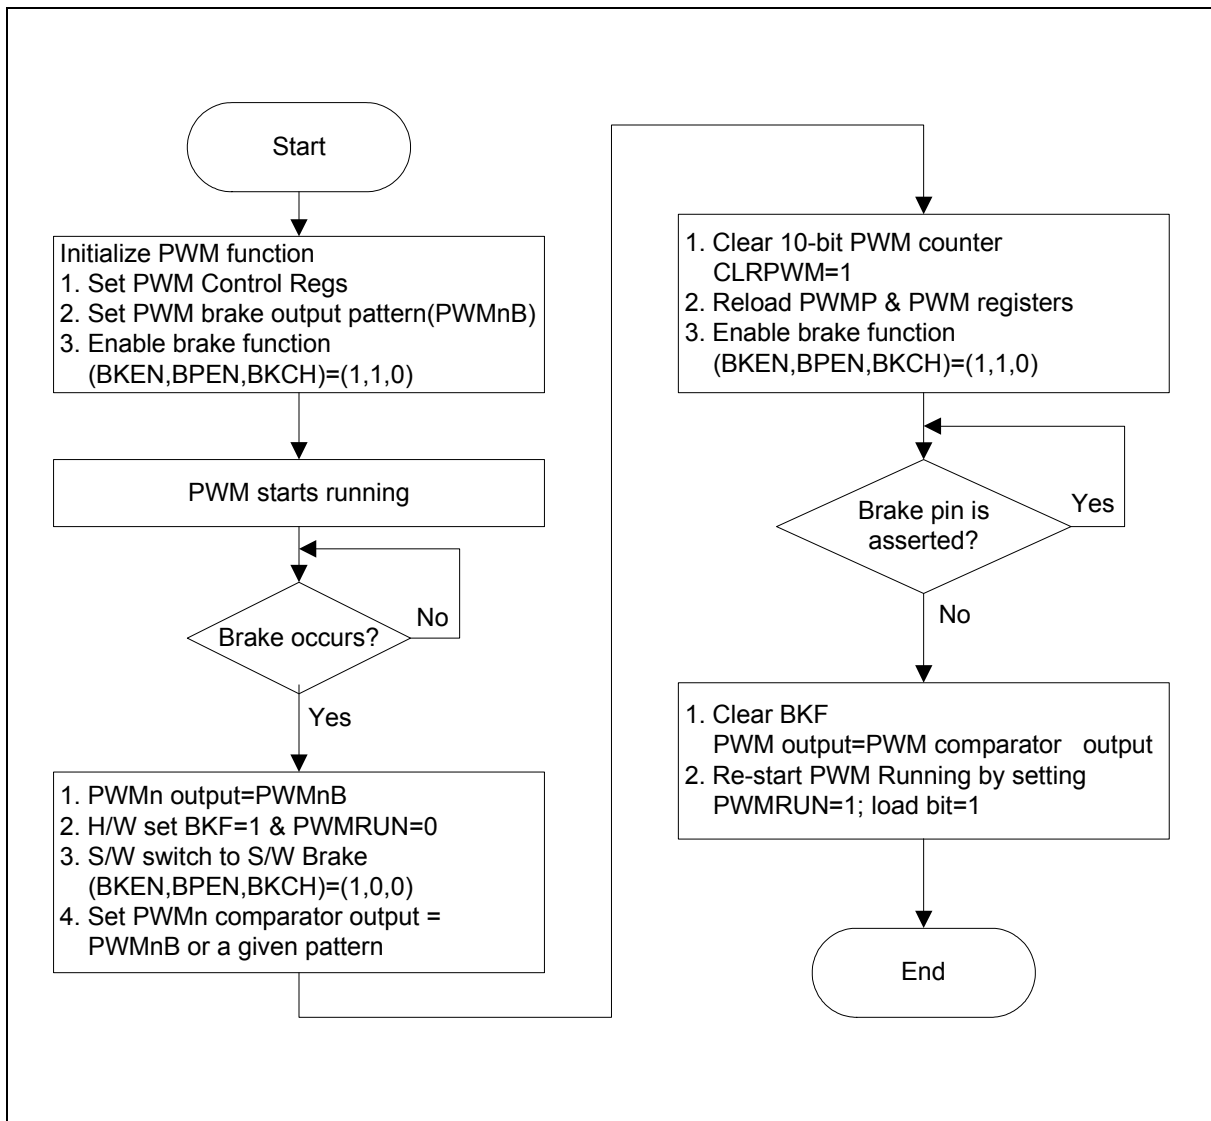 Start
Initialize PWM function
1. Set PWM Control Regs
2. Set PWM brake output pattern(PWMnB)
3. Enable brake function
(BKEN,BPEN,BKCH)=(1,1,0)
PWM starts running
Brake occurs?
No
Yes
1. PWMn output=PWMnB
2. H/W set BKF=1 & PWMRUN=0
3. S/W switch to S/W Brake
(BKEN,BPEN,BKCH)=(1,0,0)
4. Set PWMn comparator output =
PWMnB or a given pattern
1. Clear 10-bit PWM counter
CLRPWM=1
2. Reload PWMP & PWM registers
3. Enable brake function
(BKEN,BPEN,BKCH)=(1,1,0)
Brake pin is
asserted?
Yes
No
1. Clear BKF
PWM output=PWM comparator output
2. Re-start PWM Running by setting
PWMRUN=1; load bit=1
End